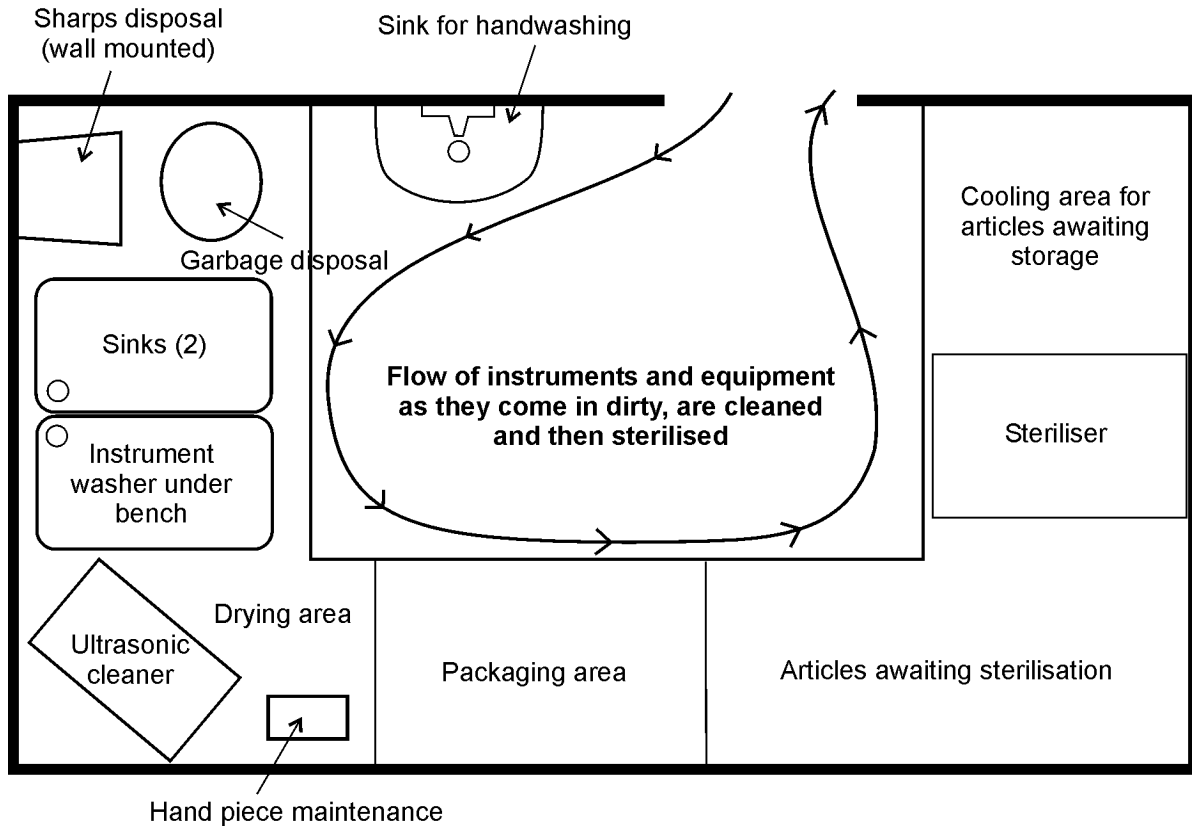 Sharps disposal
(wall mounted)
Sink for handwashing
Garbage disposal
Cooling area for
articles awaiting
storage
Sinks (2)
Flow of instruments and equipment
as they come in dirty, are cleaned
and then sterilised
Steriliser
Instrument
washer under
bench
Drying area
Ultrasonic
cleaner
Packaging area
Articles awaiting sterilisation
Hand piece maintenance